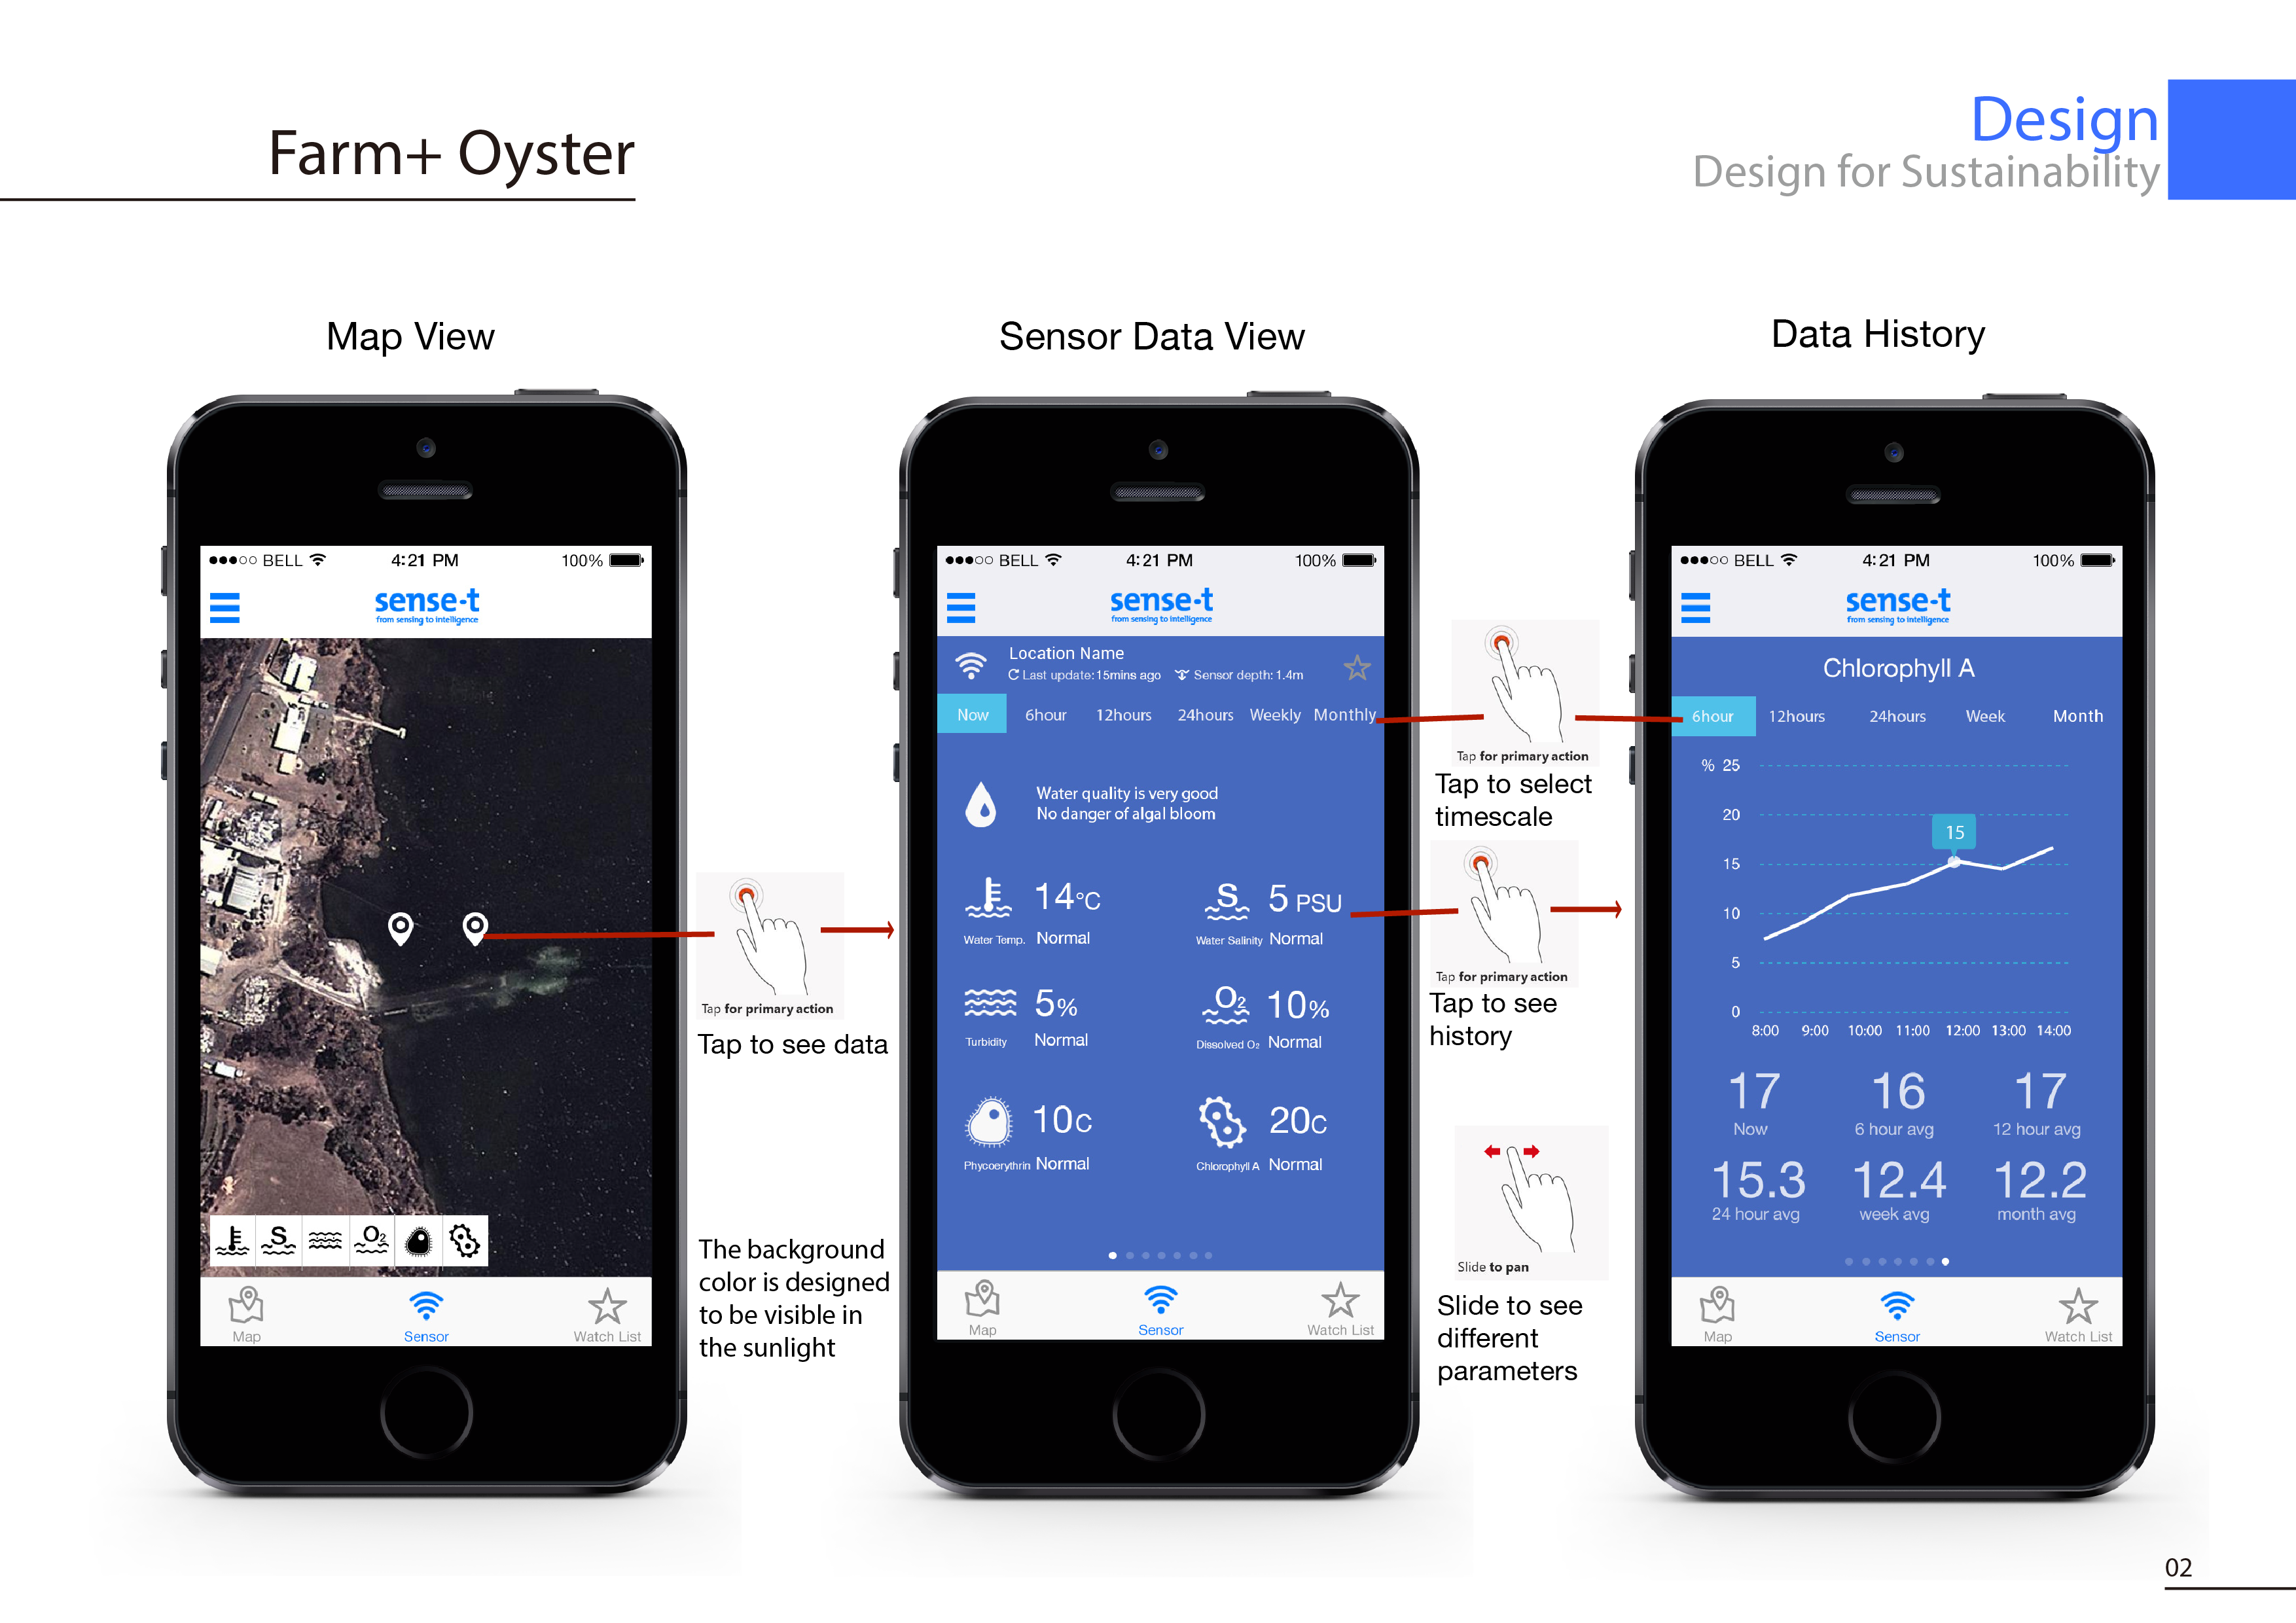 Farm+ Oyster
Design
Design for Sustainability
Map View
Sensor Data View
Data History
BELL 4:21 PM 100%
sense-t
from sensing to intelligence
S
O2
Map Sensor Watch List
Tap for primary action
Tap to see data
The background
color is designed
to be visible in
the sunlight
BELL 4:21 PM 100%
sense-t
from sensing to intelligence
Location Name
Last update: 15mins ago Sensor depth: 1.4m
Now 6hour 12hours 24hours Weekly Monthly
Water quality is very good
No danger of algal bloom
14°C S 5 PSU
Water Temp. Normal Water Salinity Normal
5% O2 10%
Turbidity Normal Dissolved O2 Normal
10C 20C
Phycoerythrin Normal Chlorophyll A Normal
Map Sensor Watch List
Tap for primary action
Tap to select
timescale
Tap for primary action
Tap to see
history
Slide to pan
Slide to see
different
parameters
BELL 4:21 PM 100%
sense-t
from sensing to intelligence
Chlorophyll A
6hour 12hours 24hours Week Month
% 25
20
15
15
10
5
0
8:00 9:00 10:00 11:00 12:00 13:00 14:00
17 16 17
Now 6 hour avg 12 hour avg
15.3 12.4 12.2
24 hour avg week avg month avg
Map Sensor Watch List
02